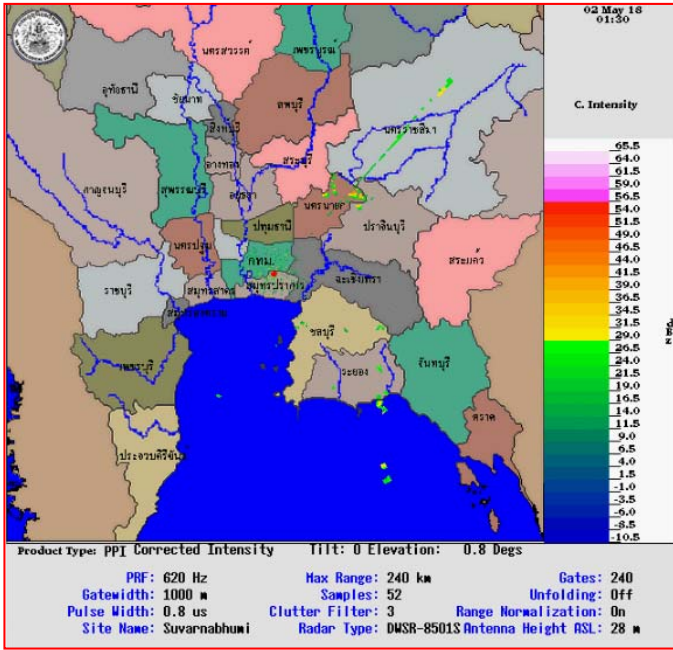 02 May 18
01:30
C. Intensity
นครสวรรค์
เพชรบูรณ์
อุทัยธานี
ชัยนาท
ลพบุรี
สิงห์บุรี
นครราชสีมา
อ่างทอง
สระบุรี
กาญจนบุรี
สุพรรณบุรี
อยุธยา
นครนายก
ปทุมธานี
ปราจีนบุรี
นครปฐม
กทม.
สระแก้ว
ฉะเชิงเทรา
ราชบุรี
สมุทรสาคร
สมุทรปราการ
ชลบุรี
เพชรบุรี
ระยอง
จันทบุรี
ตราด
ประจวบคีรีขันธ์
65.5
64.0
61.5
59.0
56.5
54.0
51.5
49.0
46.5
44.0
41.5
39.0
36.5
34.0
31.5
29.0
26.5
24.0
21.5
19.0
16.5
14.0
11.5
9.0
6.5
4.0
1.5
-1.0
-3.5
-6.0
-8.5
-10.5
Product Type: PPI Corrected Intensity Tilt: 0 Elevation: 0.8 Degs
PRF: 620 Hz Max Range: 240 km Gates: 240
Gatewidth: 1000 m Samples: 52 Unfolding: Off
Pulse Width: 0.8 us Clutter Filter: 3 Range Normalization: On
Site Name: Suvarnabhumi Radar Type: DWSR-8501S Antenna Height ASL: 28 m